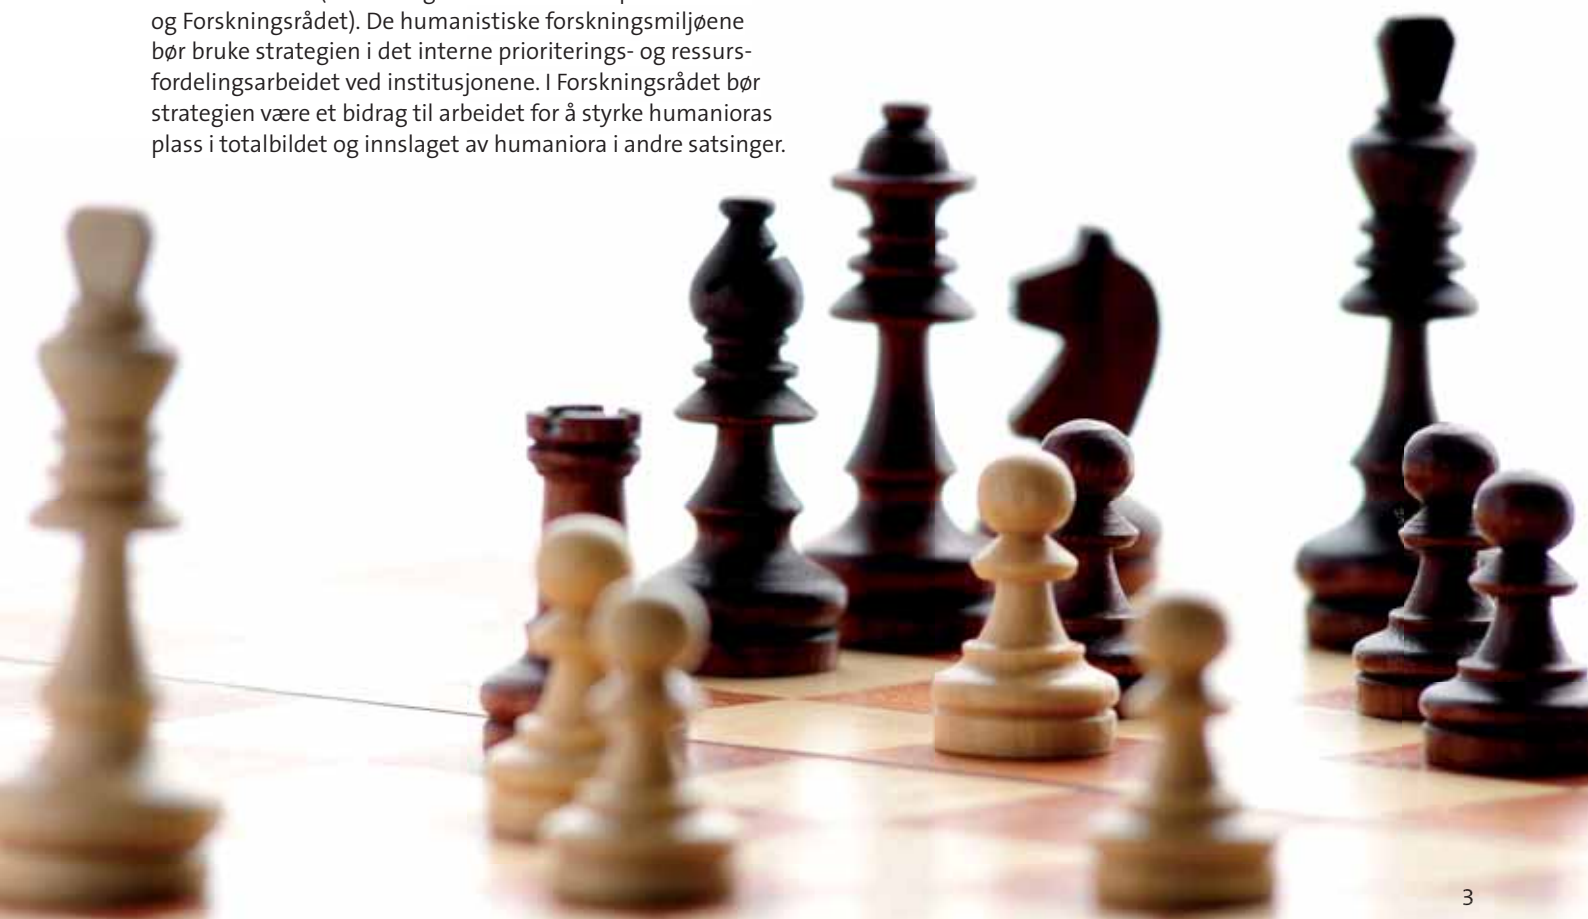 og Forskningsrådet). De humanistiske forskningsmiljøene
bør bruke strategien i det interne prioriterings- og ressurs-
fordelingsarbeidet ved institusjonene. I Forskningsrådet bør
strategien være et bidrag til arbeidet for å styrke humanioras
plass i totalbildet og innslaget av humaniora i andre satsinger.
3